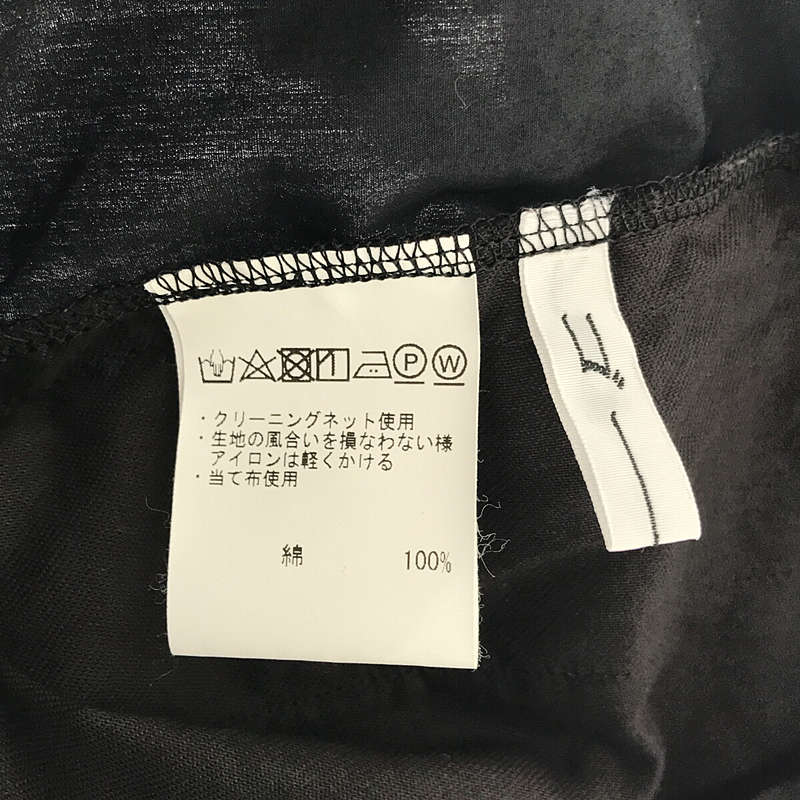 P W
・クリーニングネット使用
・生地の風合いを損なわない様
アイロンは軽くかける
・当て布使用
綿 100%